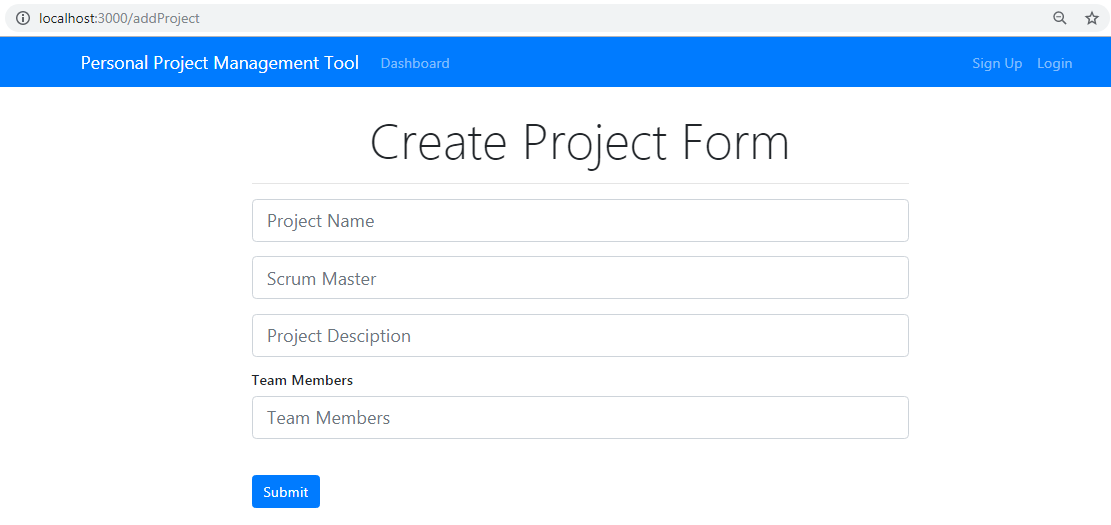 localhost:3000/addProject
Personal Project Management Tool Dashboard Sign Up Login
Create Project Form
Project Name
Scrum Master
Project Desciption
Team Members
Team Members
Submit